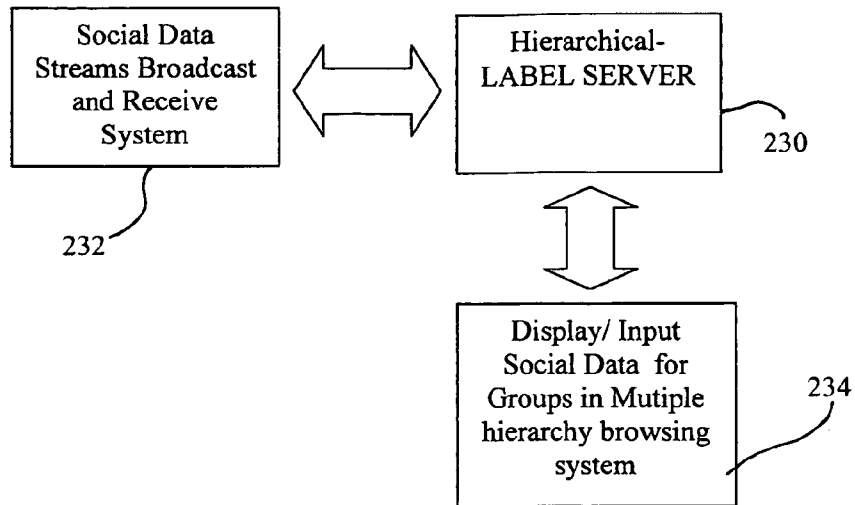 Social Data
Streams Broadcast
and Receive
System
232
Hierarchical-
LABEL SERVER
230
Display/ Input
Social Data for
Groups in Mutiple
hierarchy browsing
system
234